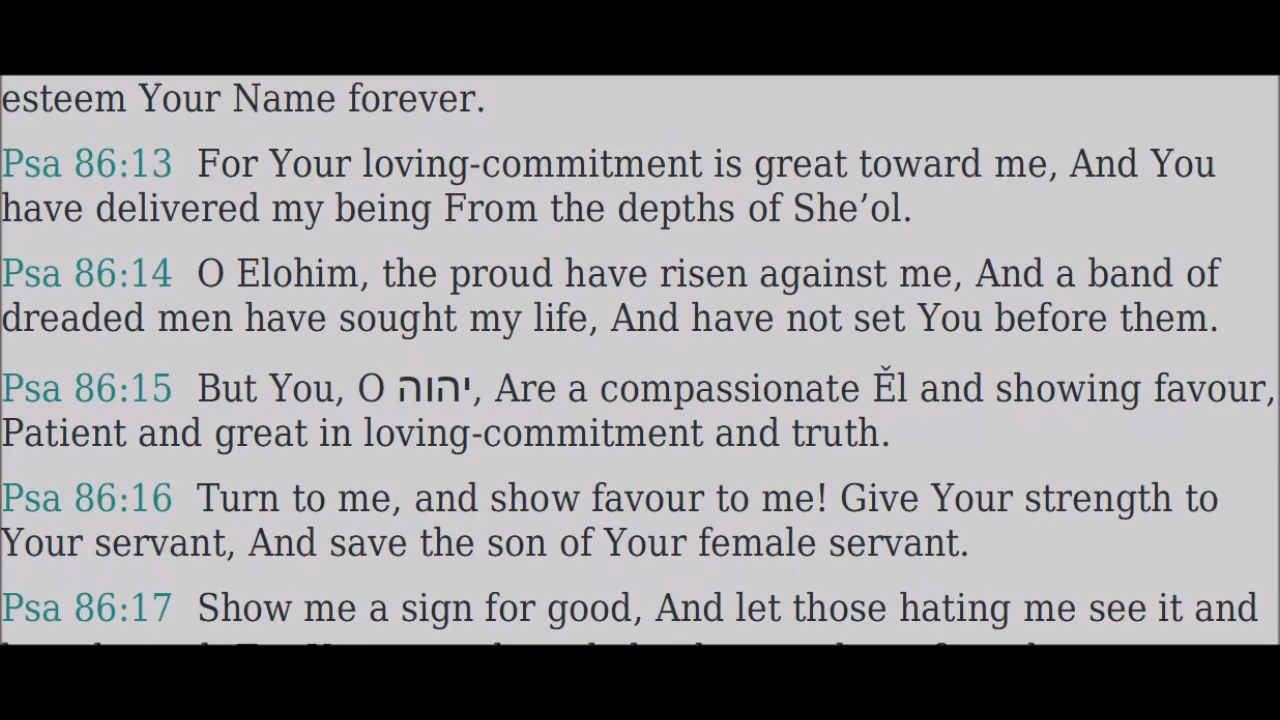 esteem Your Name forever.
Psa 86:13 For Your loving-commitment is great toward me, And You
have delivered my being From the depths of She’ol.
Psa 86:14 O Elohim, the proud have risen against me, And a band of
dreaded men have sought my life, And have not set You before them.
Psa 86:15 But You, O יהוה, Are a compassionate Ěl and showing favour,
Patient and great in loving-commitment and truth.
Psa 86:16 Turn to me, and show favour to me! Give Your strength to
Your servant, And save the son of Your female servant.
Psa 86:17 Show me a sign for good, And let those hating me see it and